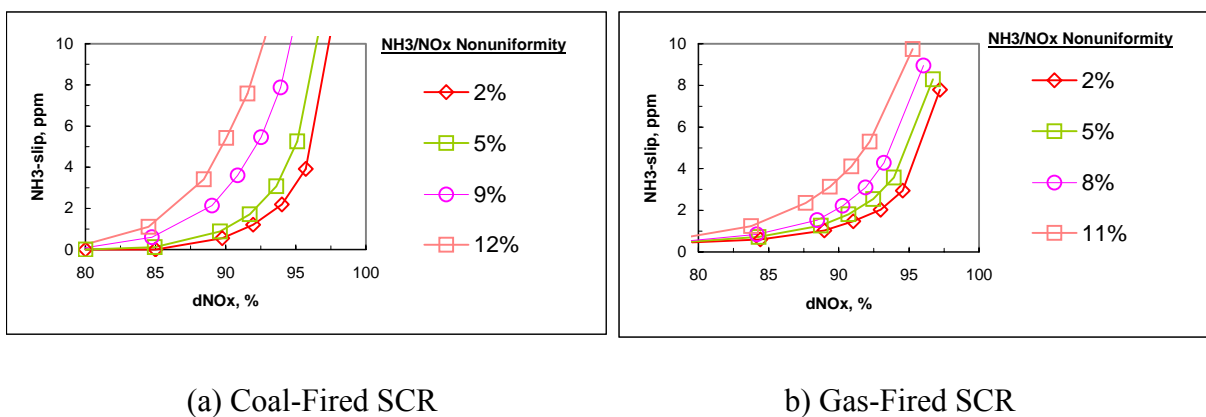 NH3/NOx Nonuniformity
10
8
6
4
2
0
NH3-slip, ppm
80 85 90 95 100
dNOx, %
2%
5%
9%
12%
NH3/NOx Nonuniformity
10
8
6
4
2
0
NH3-slip, ppm
80 85 90 95 100
dNOx, %
2%
5%
8%
11%
(a) Coal-Fired SCR
b) Gas-Fired SCR